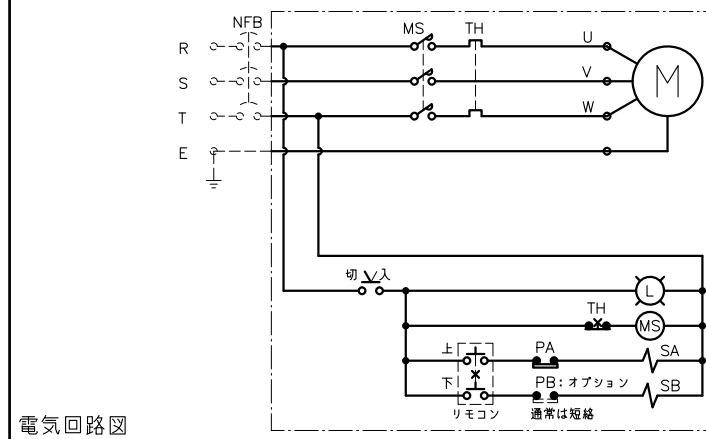 NFB
MS TH
R U
S V
M
T W
E
切 入
L
TH
MS
上 PA SA
下 PB:オプション SB
リモコン 通常は短絡
電気回路図